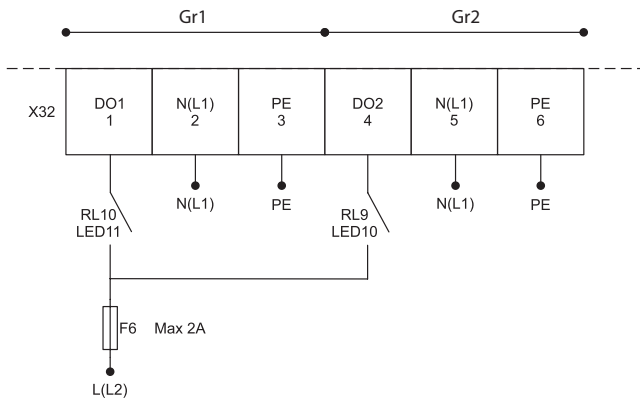 Gr1 Gr2
X32
DO1 N(L1) PE DO2 N(L1) PE
1 2 3 4 5 6
N(L1) PE N(L1) PE
RL10 RL9
LED11 LED10
F6 Max 2A
L(L2)